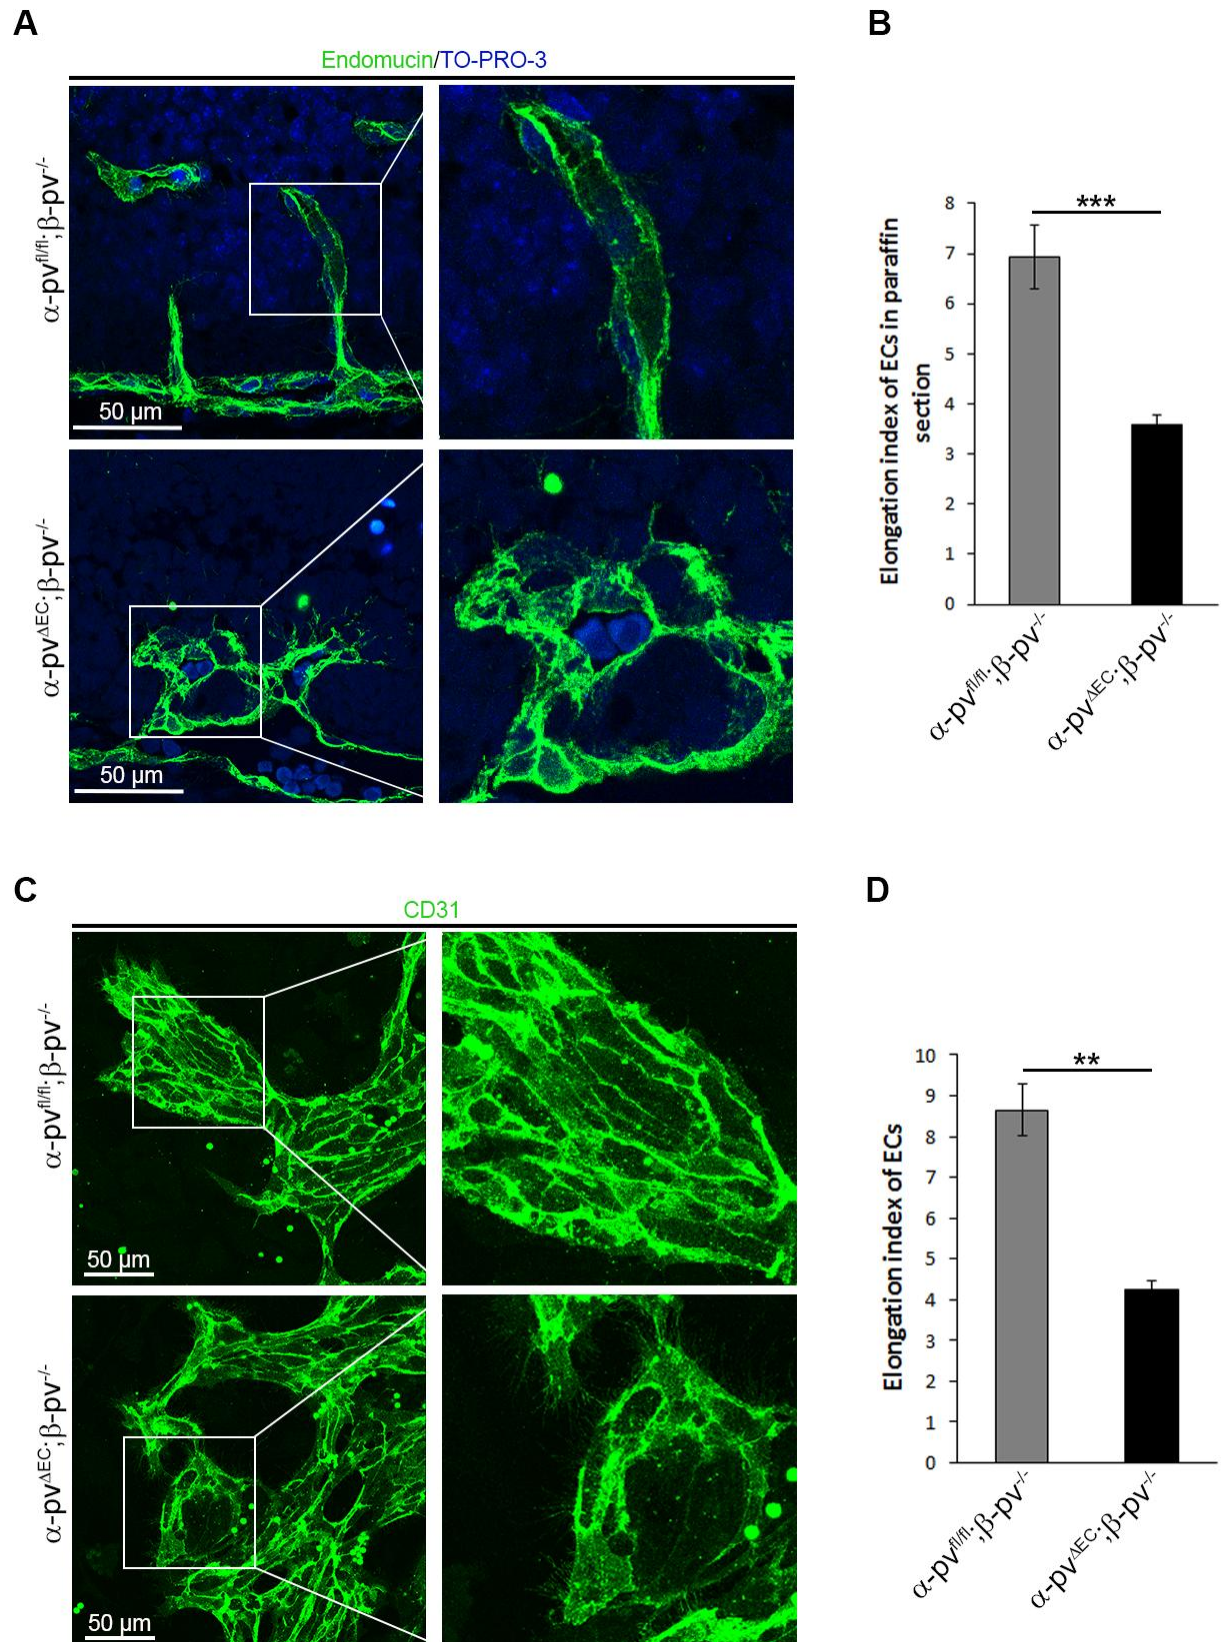 A
Endomucin/TO-PRO-3
α-pv^fl/fl;β-pv^-/-
50 µm
α-pv^ΔEC;β-pv^-/-
50 µm
B
Elongation index of ECs in paraffin
section
8
7
6
5
4
3
2
1
0
***
α-pv^fl/fl;β-pv^-/-
α-pv^ΔEC;β-pv^-/-
C
CD31
α-pv^fl/fl;β-pv^-/-
50 µm
α-pv^ΔEC;β-pv^-/-
50 µm
D
Elongation index of ECs
10
9
8
7
6
5
4
3
2
1
0
**
α-pv^fl/fl;β-pv^-/-
α-pv^ΔEC;β-pv^-/-